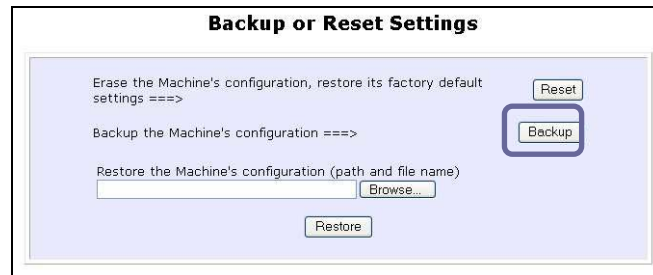 Backup or Reset Settings
Erase the Machine's configuration, restore its factory default
settings ===>
Reset
Backup the Machine's configuration ===>
Backup
Restore the Machine's configuration (path and file name)
Browse...
Restore